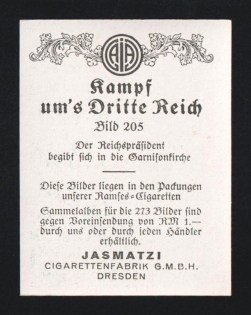 Kampf
um's Dritte Reich
Bild 205
Der Reichspräsident
begibt sich in die Garnisonkirche
Diese Bilder liegen in den Packungen
unserer Ramses-Cigaretten
Sammelalben für die 273 Bilder sind
gegen Voreinsendung von RM 1.—
durch uns oder durch jeden Händler
erhältlich.
JASMATZI
CIGARETTENFABRIK G.M.B.H.
DRESDEN